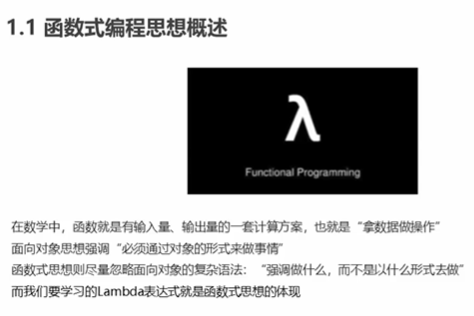 1.1 函数式编程思想概述
λ
Functional Programming
在数学中，函数就是有输入量、输出量的一套计算方案，也就是“拿数据做操作”
面向对象思想强调“必须通过对象的形式来做事情”
函数式思想则尽量忽略面向对象的复杂语法：“强调做什么，而不是以什么形式去做”
而我们要学习的Lambda表达式就是函数式思想的体现